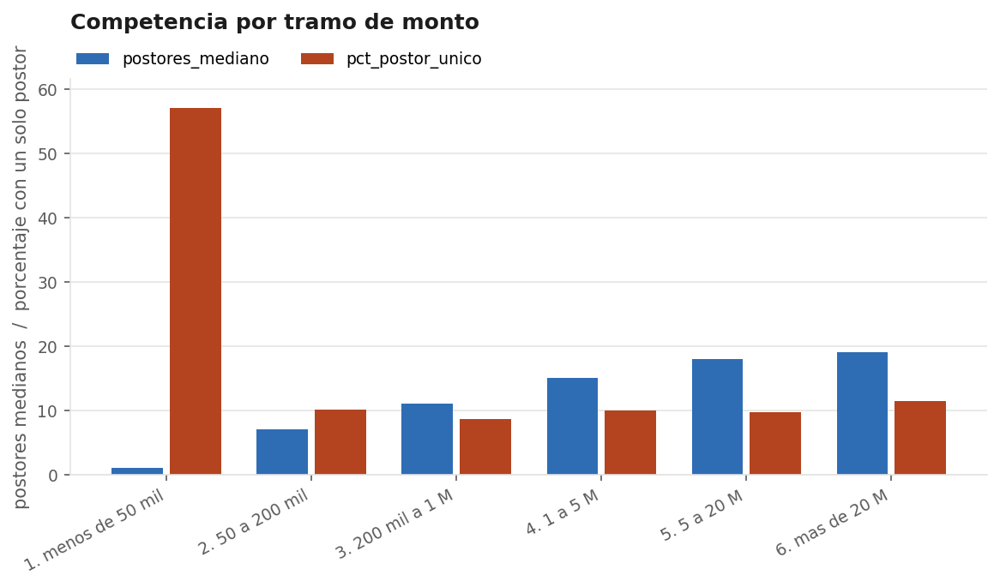 Competencia por tramo de monto
postores_mediano
pct_postor_unico
postores medianos / porcentaje con un solo postor
60
50
40
30
20
10
0
1. menos de 50 mil
2. 50 a 200 mil
3. 200 mil a 1 M
4. 1 a 5 M
5. 5 a 20 M
6. mas de 20 M